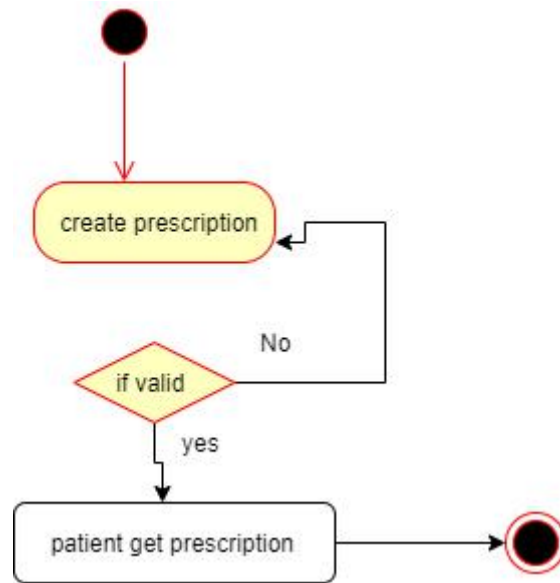 create prescription
No
if valid
yes
patient get prescription